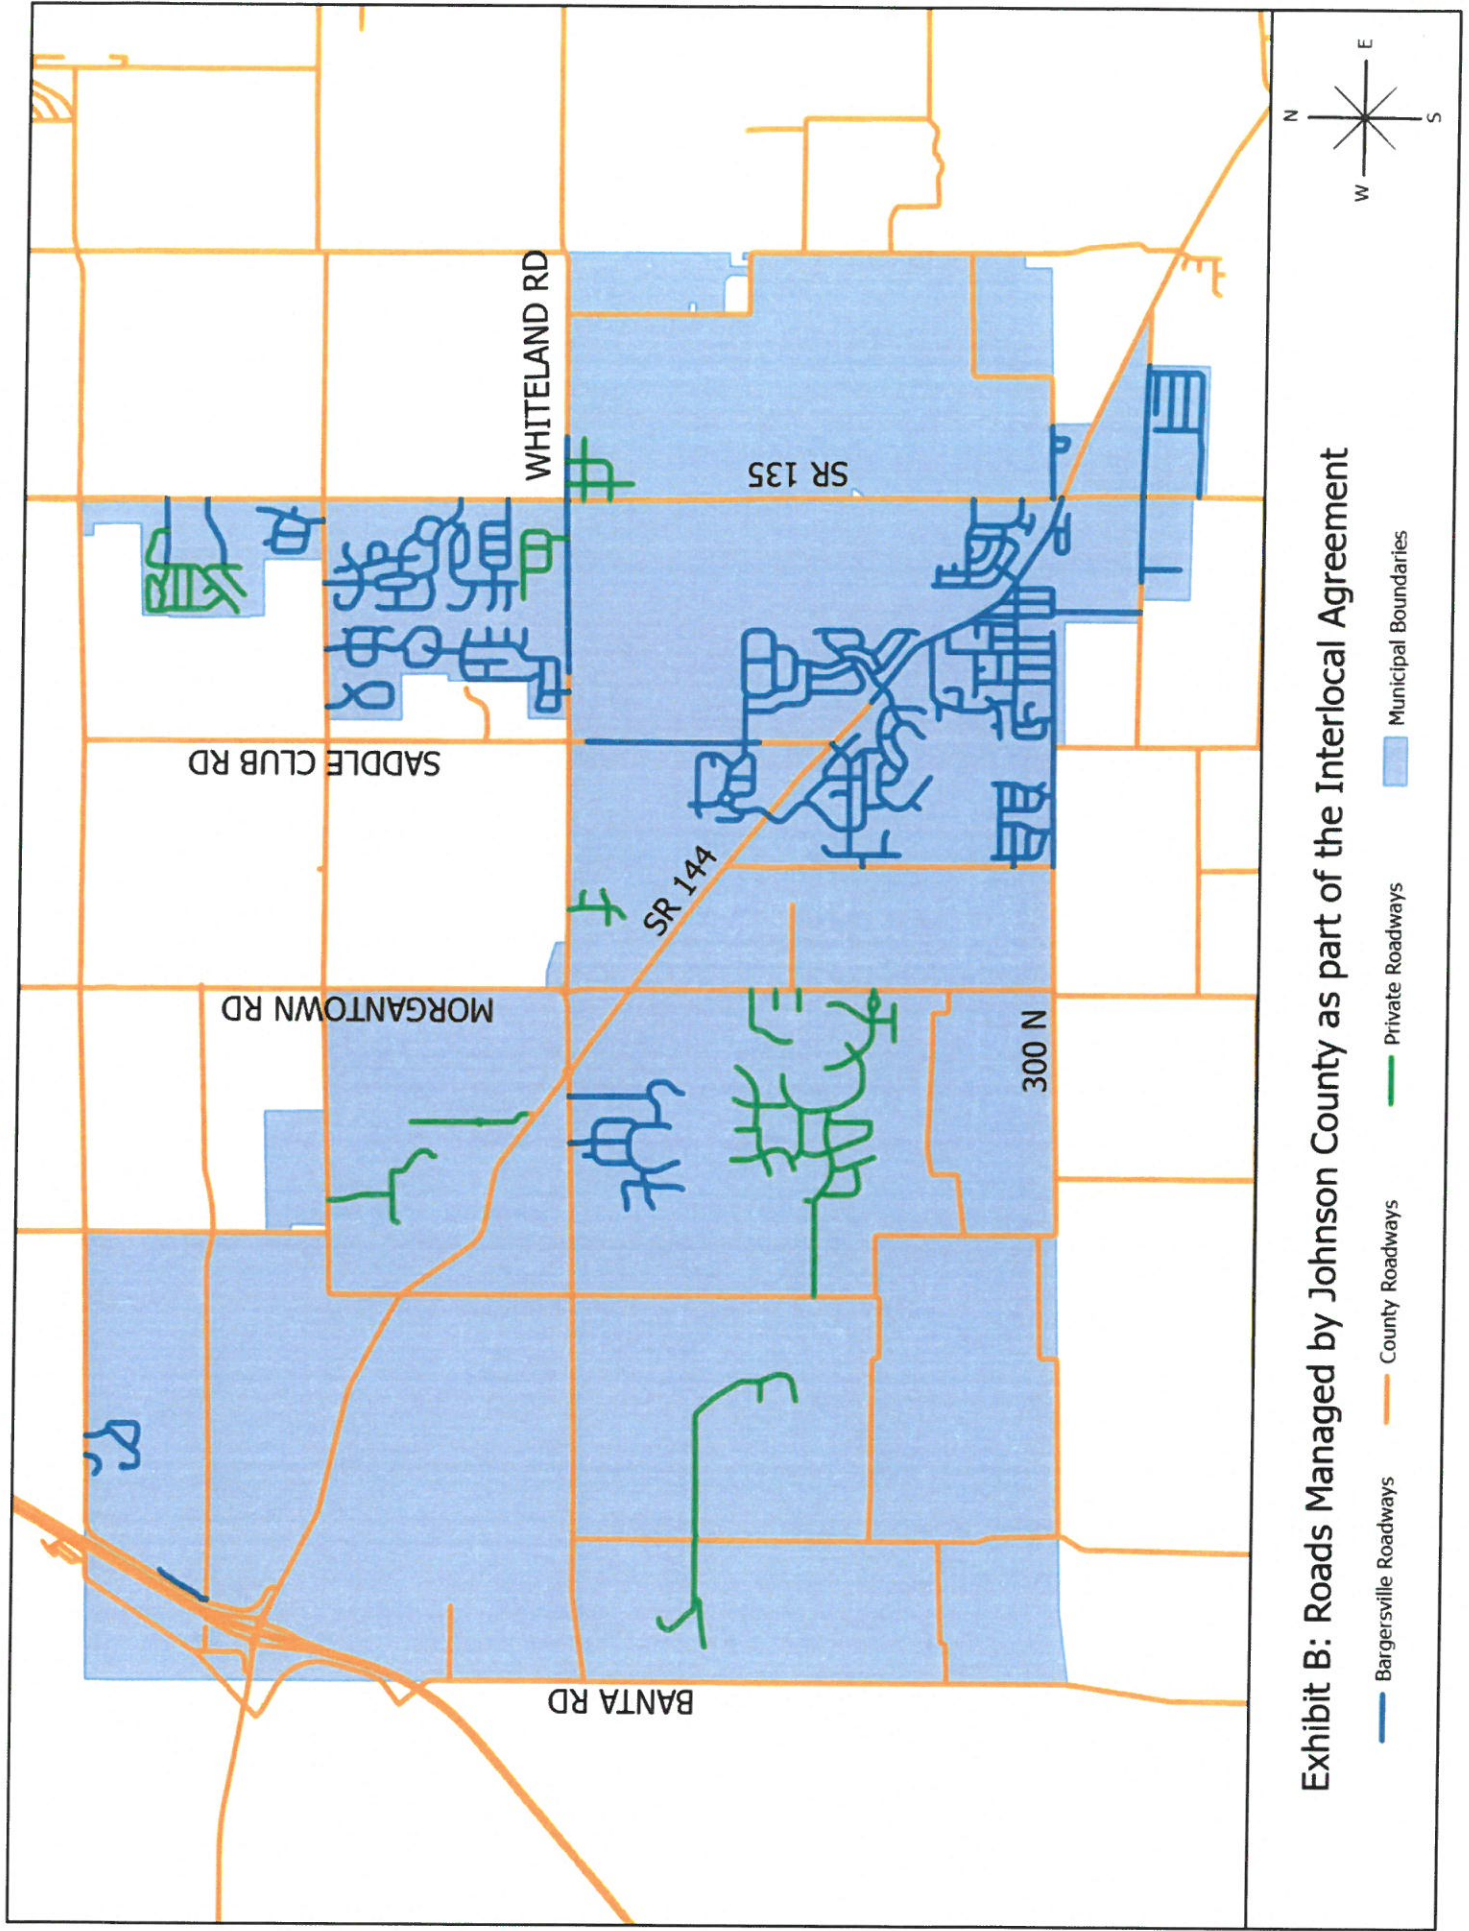 WHITELAND RD
SR 135
SADDLE CLUB RD
SR 144
MORGANTOWN RD
300 N
BANTA RD
N
W
E
S
Exhibit B: Roads Managed by Johnson County as part of the Interlocal Agreement
Bargersville Roadways
County Roadways
Private Roadways
Municipal Boundaries